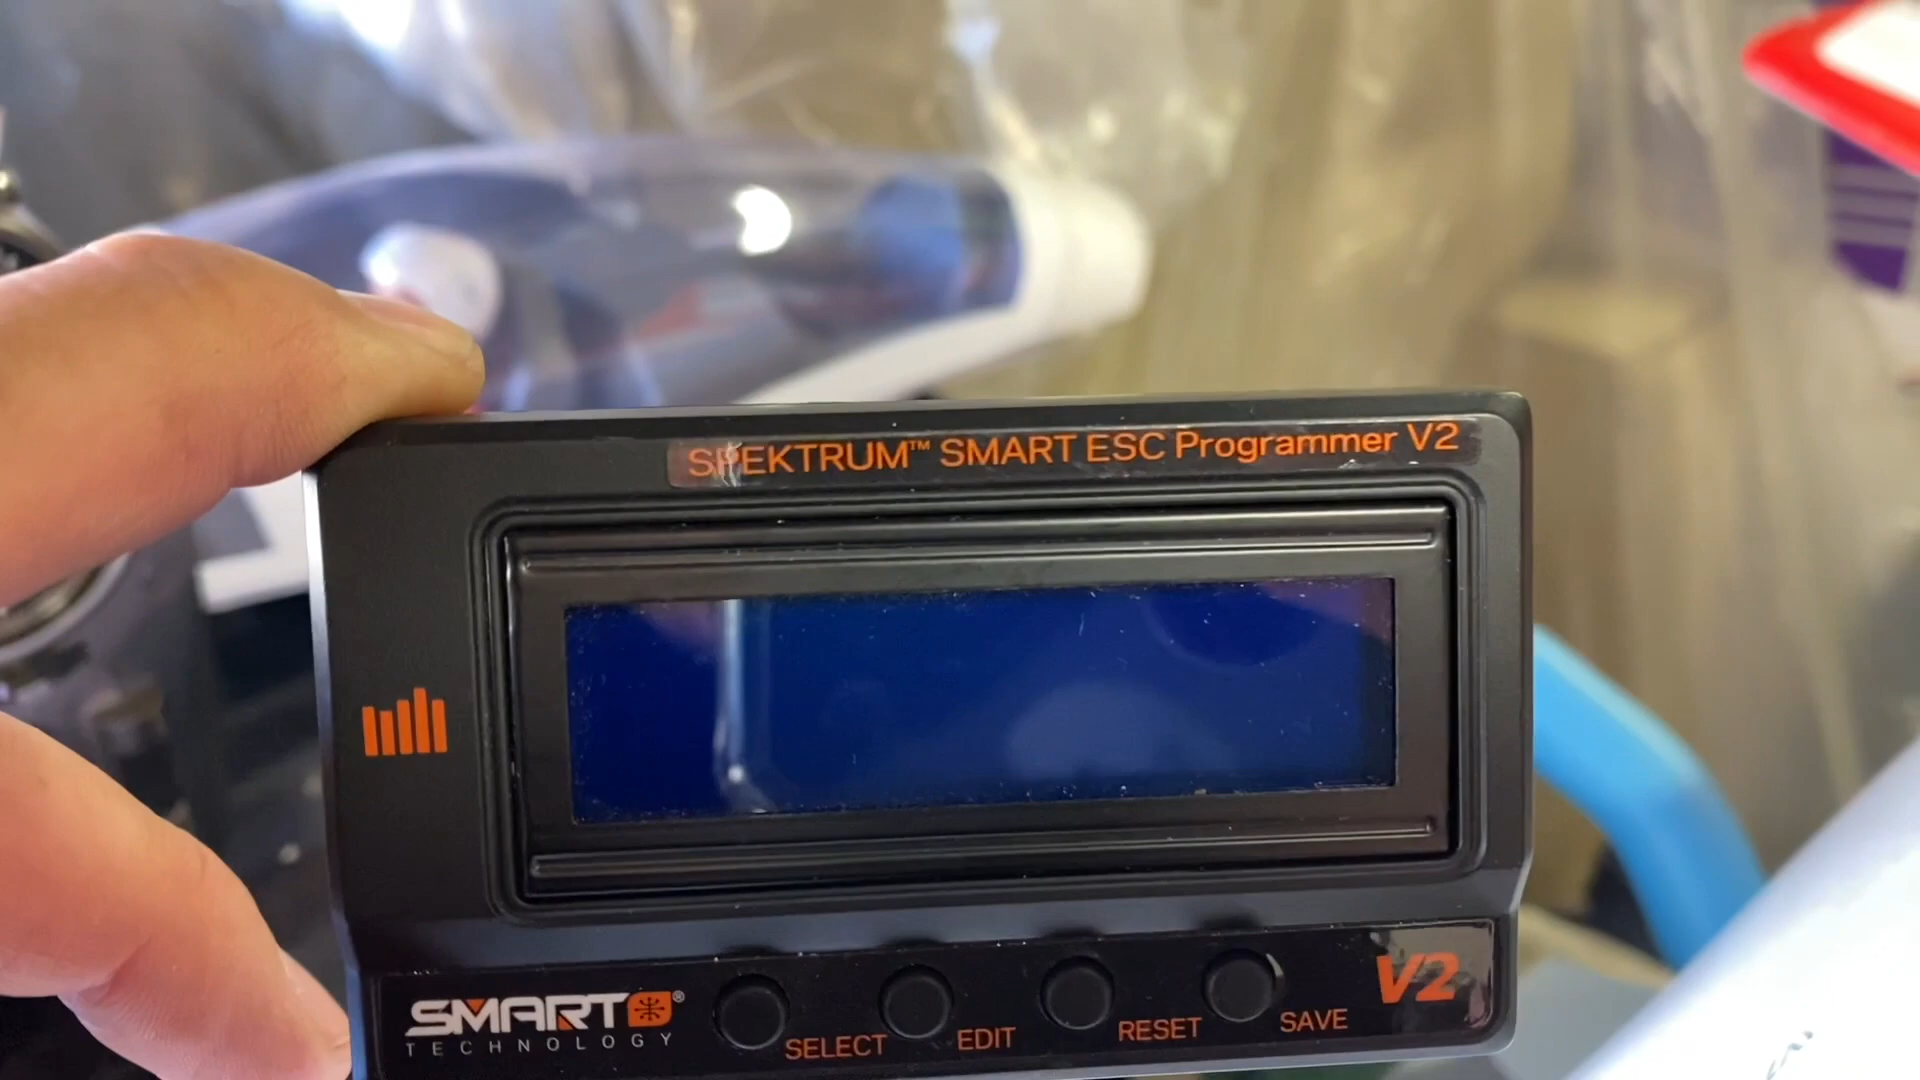 SPEKTRUM™ SMART ESC Programmer V2
SMART®
TECHNOLOGY
SELECT
EDIT
RESET
SAVE
V2